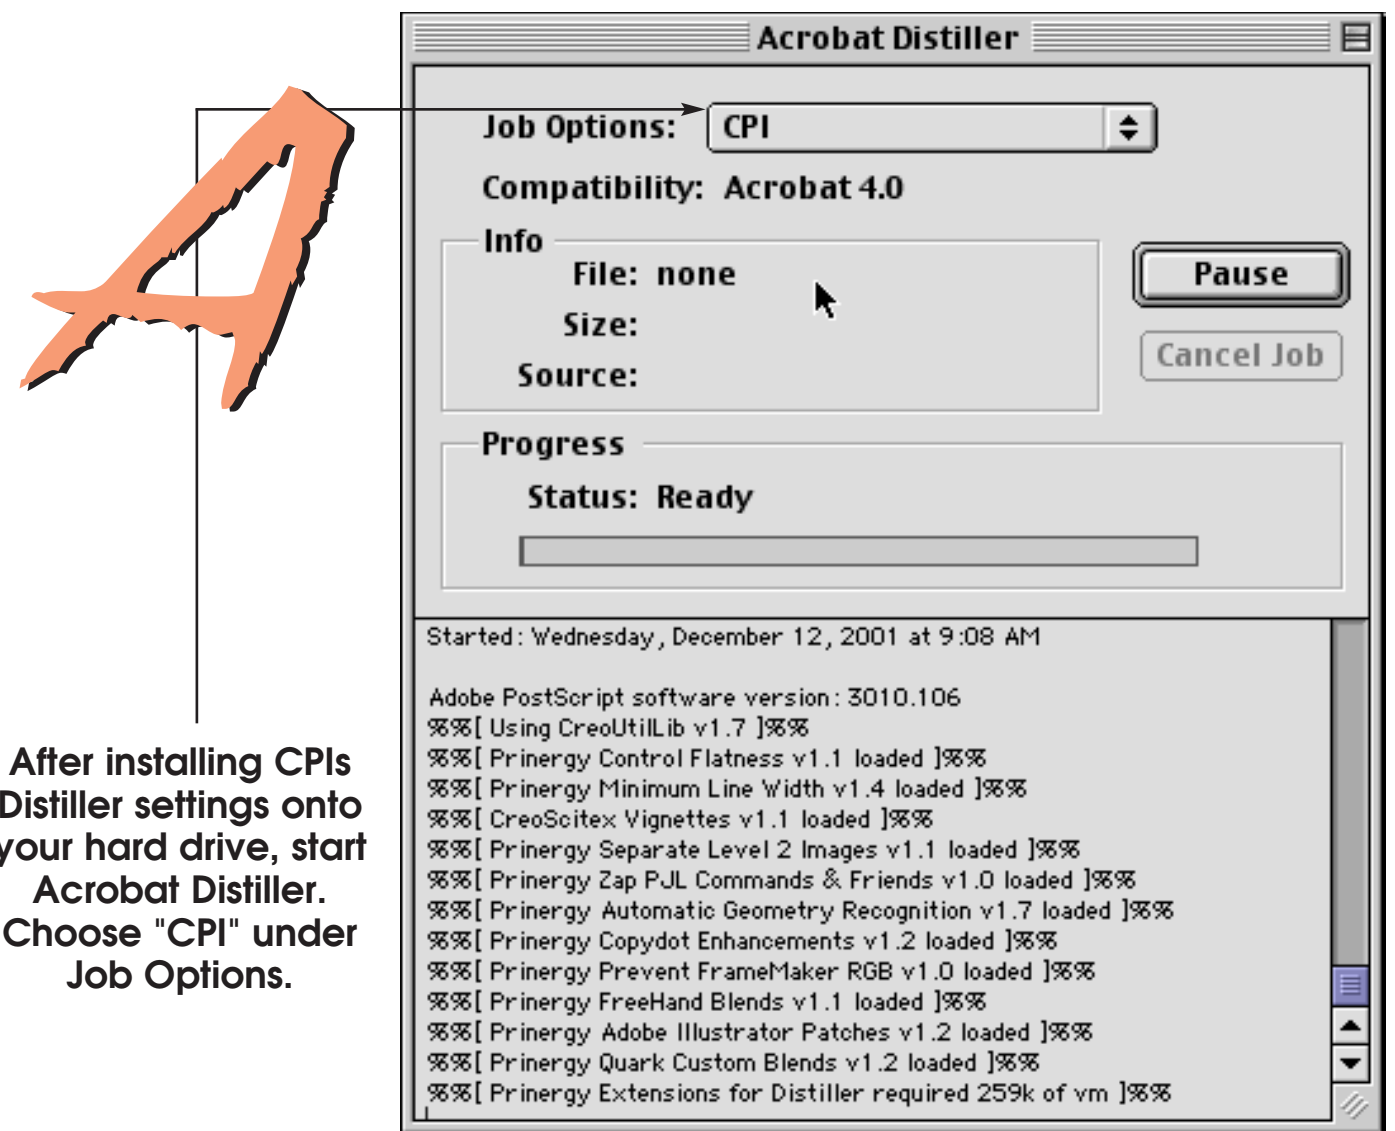 Acrobat Distiller
A
Job Options: CPI
Compatibility: Acrobat 4.0
Info
File: none
Size:
Source:
Pause
Cancel Job
Progress
Status: Ready
Started: Wednesday, December 12, 2001 at 9:08 AM
Adobe PostScript software version: 3010.106
%%[ Using CreoUtilLib v1.7 ]%%
%%[ Prinergy Control Flatness v1.1 loaded ]%%
%%[ Prinergy Minimum Line Width v1.4 loaded ]%%
%%[ CreoScitex Vignettes v1.1 loaded ]%%
%%[ Prinergy Separate Level 2 Images v1.1 loaded ]%%
%%[ Prinergy Zap PJL Commands & Friends v1.0 loaded ]%%
%%[ Prinergy Automatic Geometry Recognition v1.7 loaded ]%%
%%[ Prinergy Copydot Enhancements v1.2 loaded ]%%
%%[ Prinergy Prevent FrameMaker RGB v1.0 loaded ]%%
%%[ Prinergy FreeHand Blends v1.1 loaded ]%%
%%[ Prinergy Adobe Illustrator Patches v1.2 loaded ]%%
%%[ Prinergy Quark Custom Blends v1.2 loaded ]%%
%%[ Prinergy Extensions for Distiller required 259k of vm ]%%
After installing CPIs
Distiller settings onto
your hard drive, start
Acrobat Distiller.
Choose "CPI" under
Job Options.